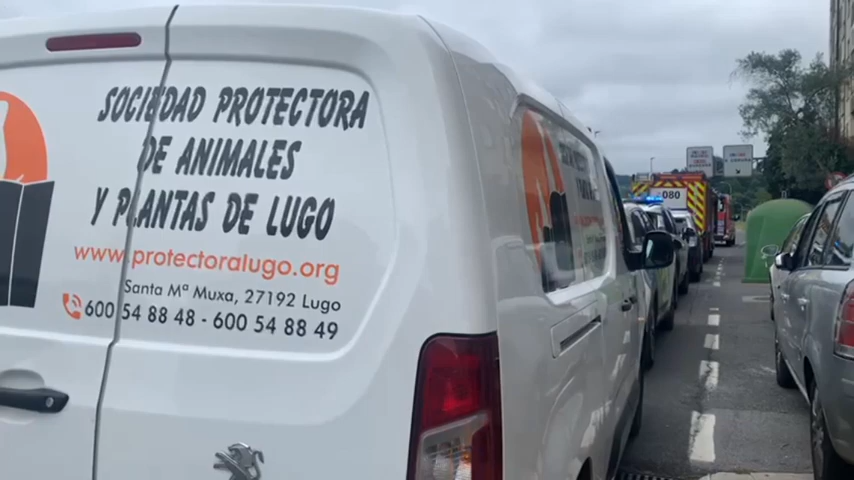 SOCIEDAD PROTECTORA
DE ANIMALES
Y PLANTAS DE LUGO
www.protectoralugo.org
Santa Mª Muxa, 27192 Lugo
600 54 88 48 - 600 54 88 49
080